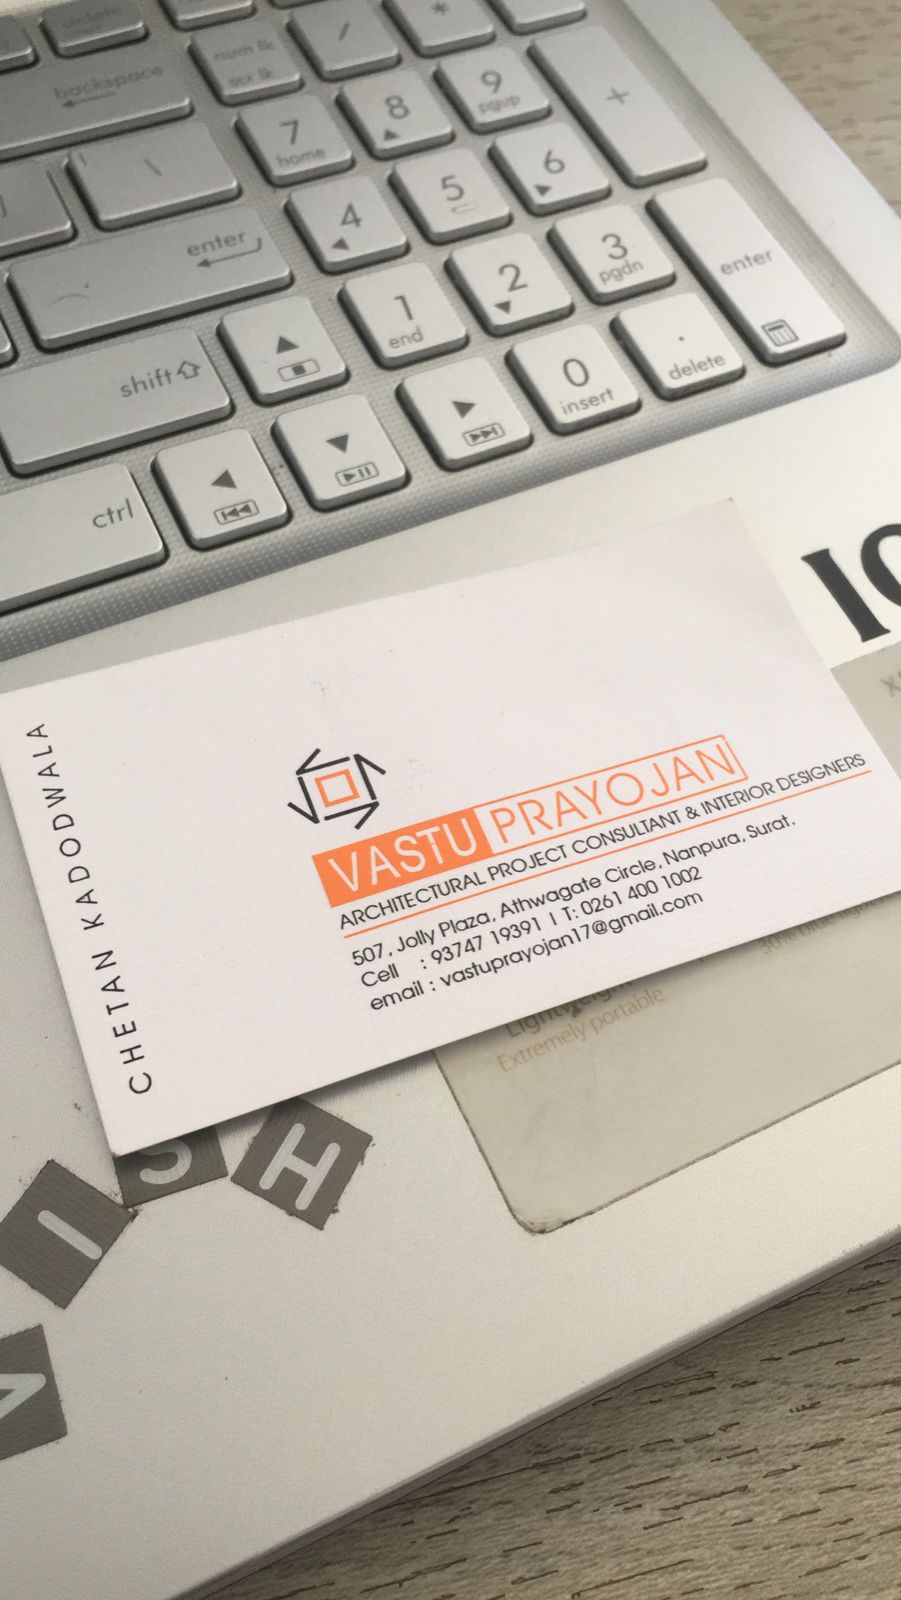 delete
backspace
num lk
scr lk
/
*
7
home
8
9
pgup
+
\
4
5
6
enter
1
end
2
3
pgdn
enter
shift
0
insert
.
delete
ctrl
CHETAN KADODWALA
VASTU PRAYOJAN
ARCHITECTURAL PROJECT CONSULTANT & INTERIOR DESIGNERS
507, Jolly Plaza, Athwagate Circle, Nanpura, Surat.
Cell : 93747 19391 | T: 0261 400 1002
email : vastuprayojan17@gmail.com
Lightweight
Extremely portable
I S H